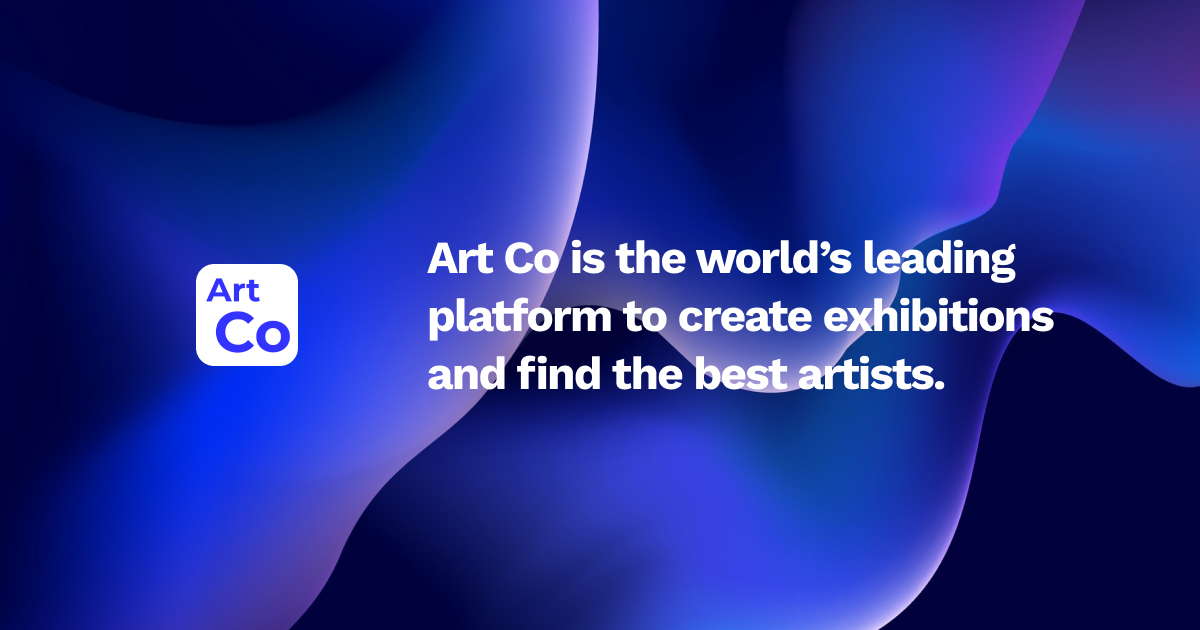 Art
Co
Art Co is the world’s leading
platform to create exhibitions
and find the best artists.